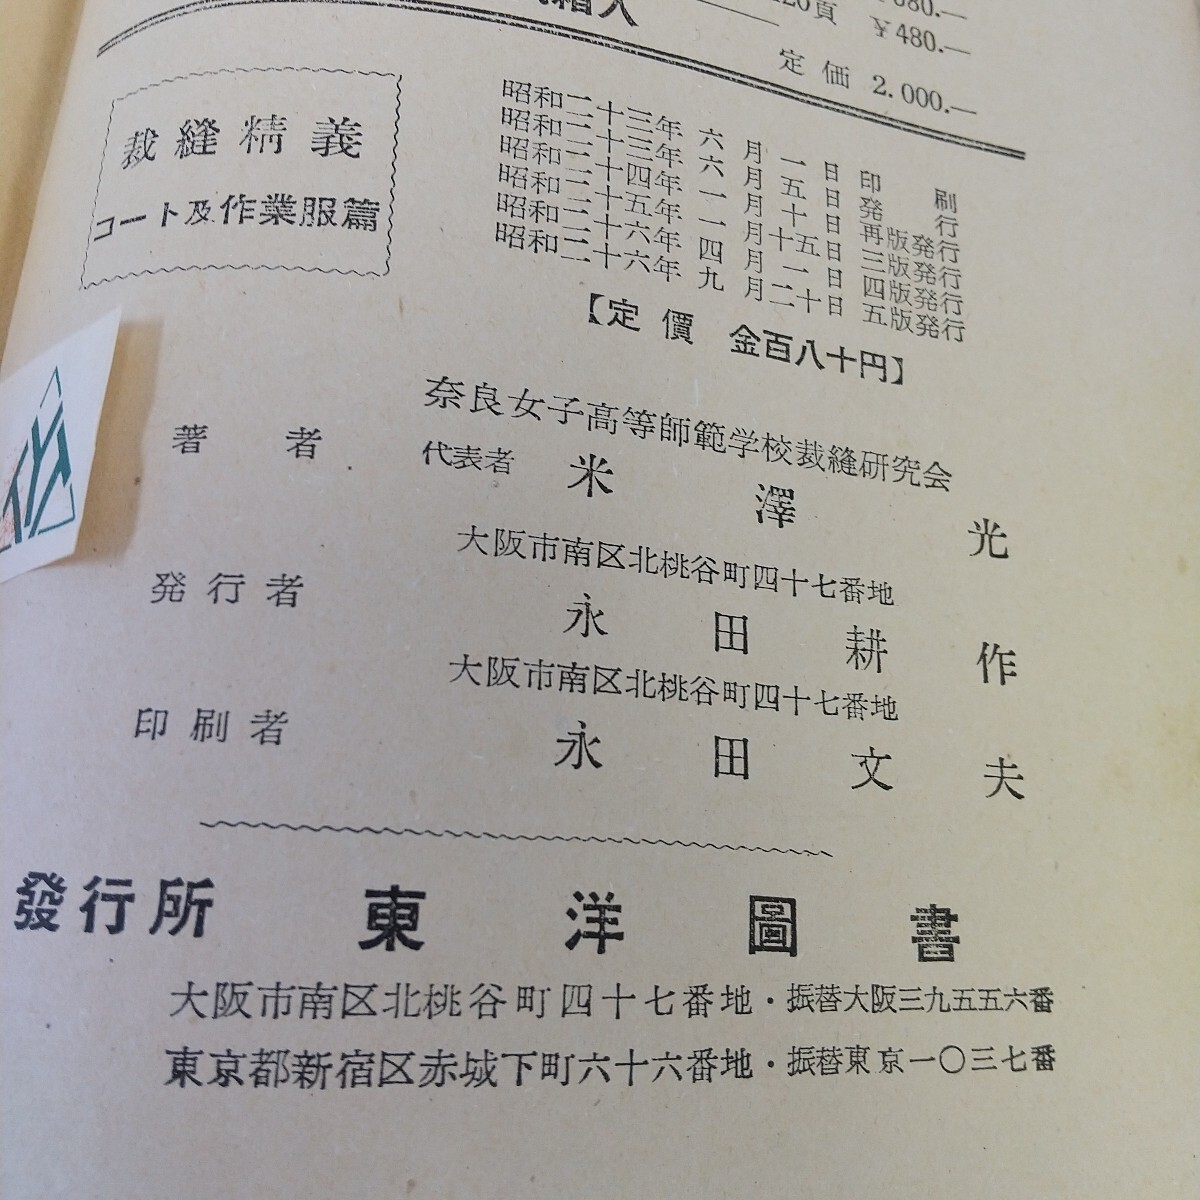 箱入
20頁 ￥480.—
定価 2.000.—
裁縫精義
コート及作業服篇
昭和二十三年六月一日印刷
昭和二十三年六月五日発行
昭和二十四年一月十日再版発行
昭和二十五年一月十五日三版発行
昭和二十六年四月一日四版発行
昭和二十六年九月二十日五版発行
【定價 金百八十円】
著者
奈良女子高等師範学校裁縫研究会
代表者 米澤光
大阪市南区北桃谷町四十七番地
発行者 永田耕作
大阪市南区北桃谷町四十七番地
印刷者 永田文夫
發行所 東洋圖書
大阪市南区北桃谷町四十七番地・振替大阪三九五五六番
東京都新宿区赤城下町六十六番地・振替東京一〇三七番